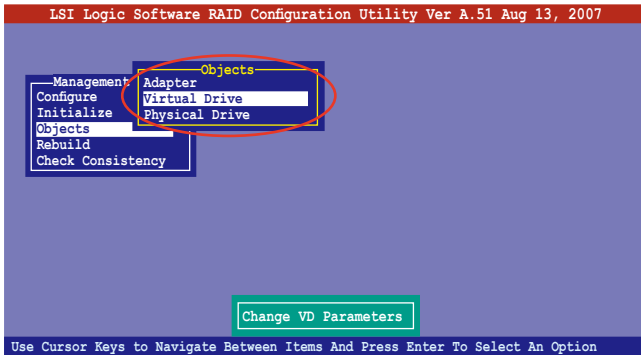 LSI Logic Software RAID Configuration Utility Ver A.51 Aug 13, 2007
Management
Configure
Initialize
Objects
Rebuild
Check Consistency
Objects
Adapter
Virtual Drive
Physical Drive
Change VD Parameters
Use Cursor Keys to Navigate Between Items And Press Enter To Select An Option